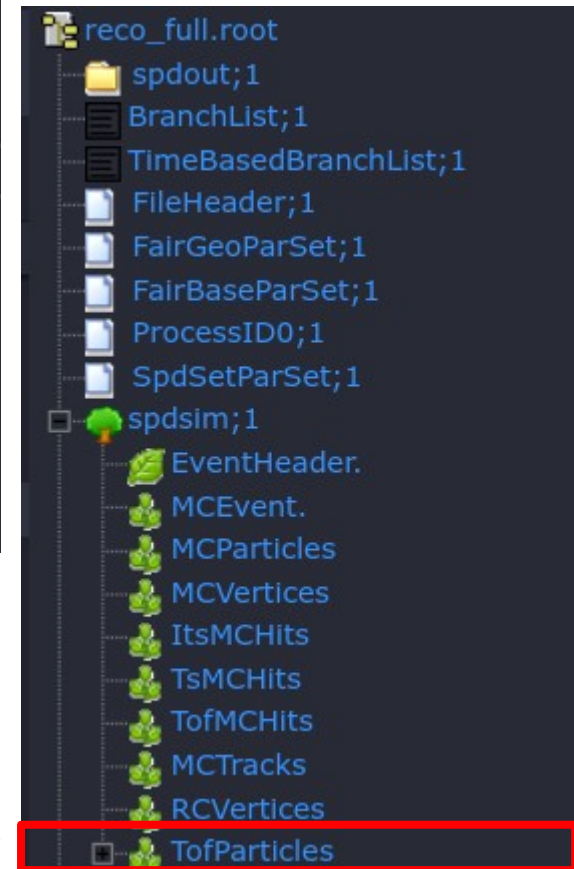 reco_full.root
spdout;1
BranchList;1
TimeBasedBranchList;1
FileHeader;1
FairGeoParSet;1
FairBaseParSet;1
ProcessID0;1
SpdSetParSet;1
spdsim;1
EventHeader.
MCEvent.
MCParticles
MCVertices
ItsMCHits
TsMCHits
TofMCHits
MCTracks
RCVertices
TofParticles